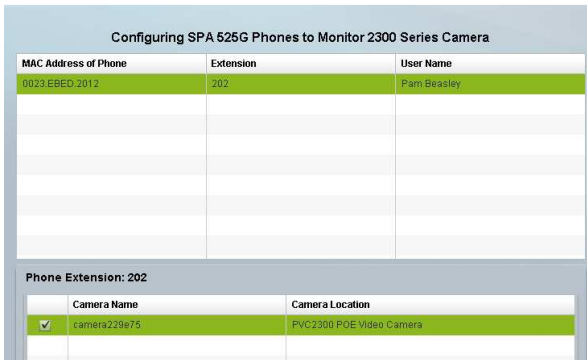 Configuring SPA 525G Phones to Monitor 2300 Series Camera
MAC Address of Phone Extension User Name
0023.EBED.2012 202 Pam Beasley
Phone Extension: 202
Camera Name Camera Location
camera229e75 PVC2300 POE Video Camera